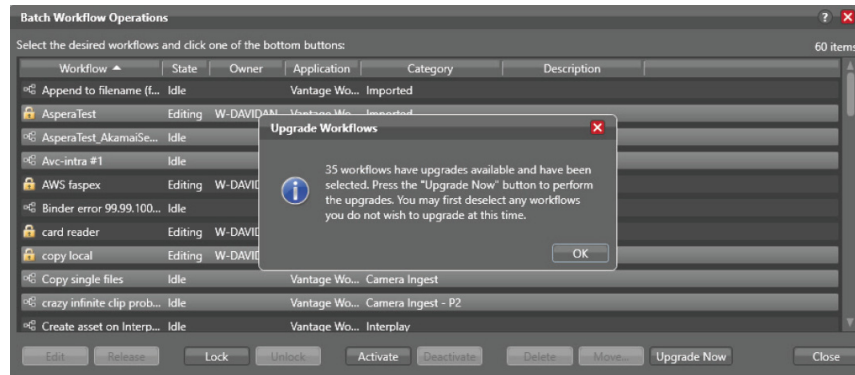 Batch Workflow Operations ?
Select the desired workflows and click one of the bottom buttons: 60 items
Workflow State Owner Application Category Description
Append to filename (f... Idle Vantage Wo... Imported
AsperaTest Editing W-DAVIDAN Vantage Wo... Imported
AsperaTest_AkamaiSe... Idle
Avc-intra #1 Idle
AWS faspex Editing W-DAVID
Binder error 99.99.100... Idle
card reader Editing W-DAVID
copy local Editing W-DAVID
Copy single files Idle Vantage Wo... Camera Ingest
crazy infinite clip prob... Idle Vantage Wo... Camera Ingest - P2
Create asset on Interp... Idle Vantage Wo... Interplay
Upgrade Workflows
35 workflows have upgrades available and have been
selected. Press the "Upgrade Now" button to perform
the upgrades. You may first deselect any workflows
you do not wish to upgrade at this time.
OK
Edit Release Lock Unlock Activate Deactivate Delete Move... Upgrade Now Close